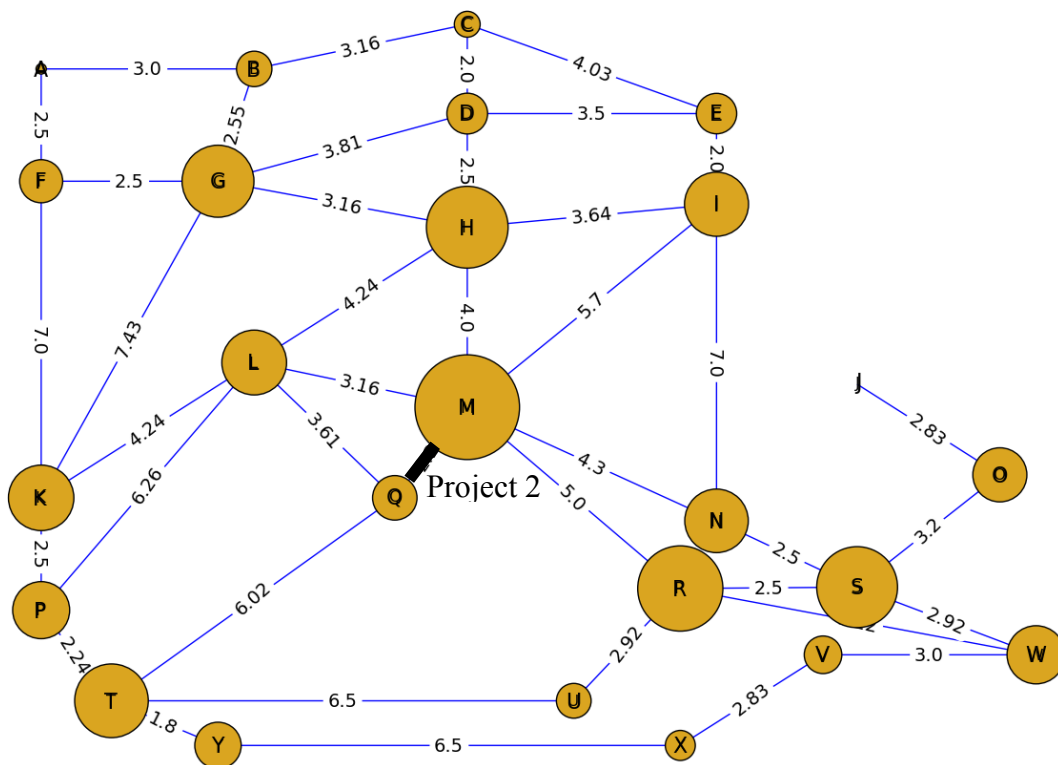 C
3.16
A
3.0
B
4.03
2.0
2.5
2.55
D
3.5
E
3.81
F
2.5
G
2.5
2.0
3.16
H
3.64
I
4.24
4.0
5.7
7.0
7.43
7.0
L
3.16
M
J
2.83
4.24
3.61
4.3
O
6.26
K
Q
Project 2
5.0
N
3.2
2.5
2.5
R
2.5
S
P
6.02
2.92
2.24
2.92
V
3.0
W
T
6.5
U
2.83
1.8
Y
6.5
X